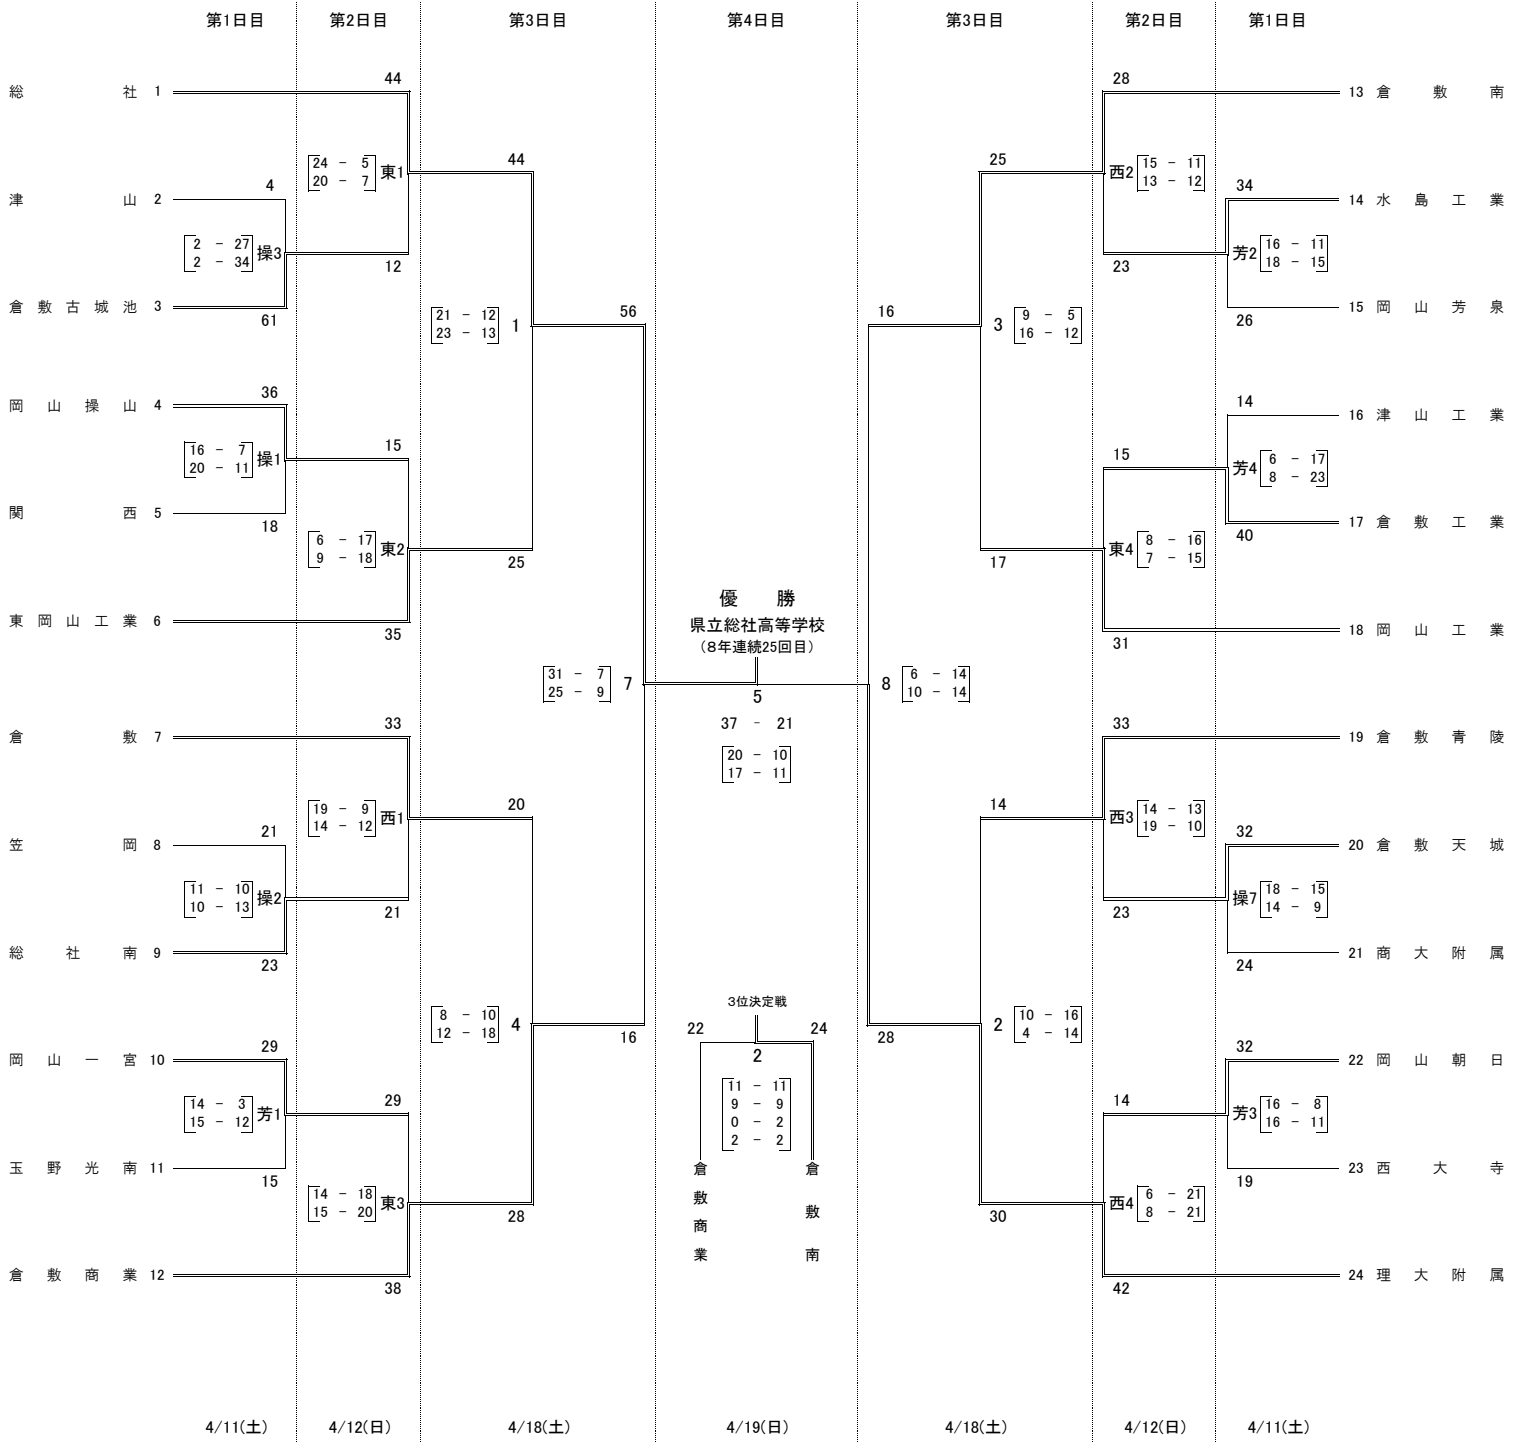 第1日目 第2日目 第3日目 第4日目 第3日目 第2日目 第1日目
44 28
総社 1 13 倉敷南
24 - 5 東1 44 25 西2 15 - 11
20 - 7 13 - 12
4 34
津山 2 14 水島工業
2 - 27 操3 芳2 16 - 11
2 - 34 18 - 15
12 23
倉敷古城池 3 15 岡山芳泉
61 26
21 - 12 1 56 16 3 9 - 5
23 - 13 16 - 12
36 14
岡山操山 4 16 津山工業
15 15
16 - 7 操1 芳4 6 - 17
20 - 11 8 - 23
関西 5 17 倉敷工業
18 40
6 - 17 東2 東4 8 - 16
9 - 18 7 - 15
25 17
優勝
東岡山工業 6 県立総社高等学校 18 岡山工業
35 31
（8年連続25回目）
31 - 7 7 8 6 - 14
25 - 9 10 - 14
5
33 37 - 21 33
倉敷 7 19 倉敷青陵
20 - 10
17 - 11
20 14
19 - 9 西1 西3 14 - 13
14 - 12 19 - 10
21 32
笠岡 8 20 倉敷天城
11 - 10 操2 操7 18 - 15
10 - 13 14 - 9
21 23
総社南 9 21 商大附属
23 24
3位決定戦
8 - 10 4 22 24 2 10 - 16
12 - 18 4 - 14
16 28
29 2 32
岡山一宮 10 22 岡山朝日
11 - 11
9 - 9
0 - 2
2 - 2
29 14
14 - 3 芳1 芳3 16 - 8
15 - 12 16 - 11
玉野光南 11 23 西大寺
15 19
倉敷商業 倉敷南
14 - 18 東3 西4 6 - 21
15 - 20 8 - 21
28 30
倉敷商業 12 24 理大附属
38 42
4/11(土) 4/12(日) 4/18(土) 4/19(日) 4/18(土) 4/12(日) 4/11(土)